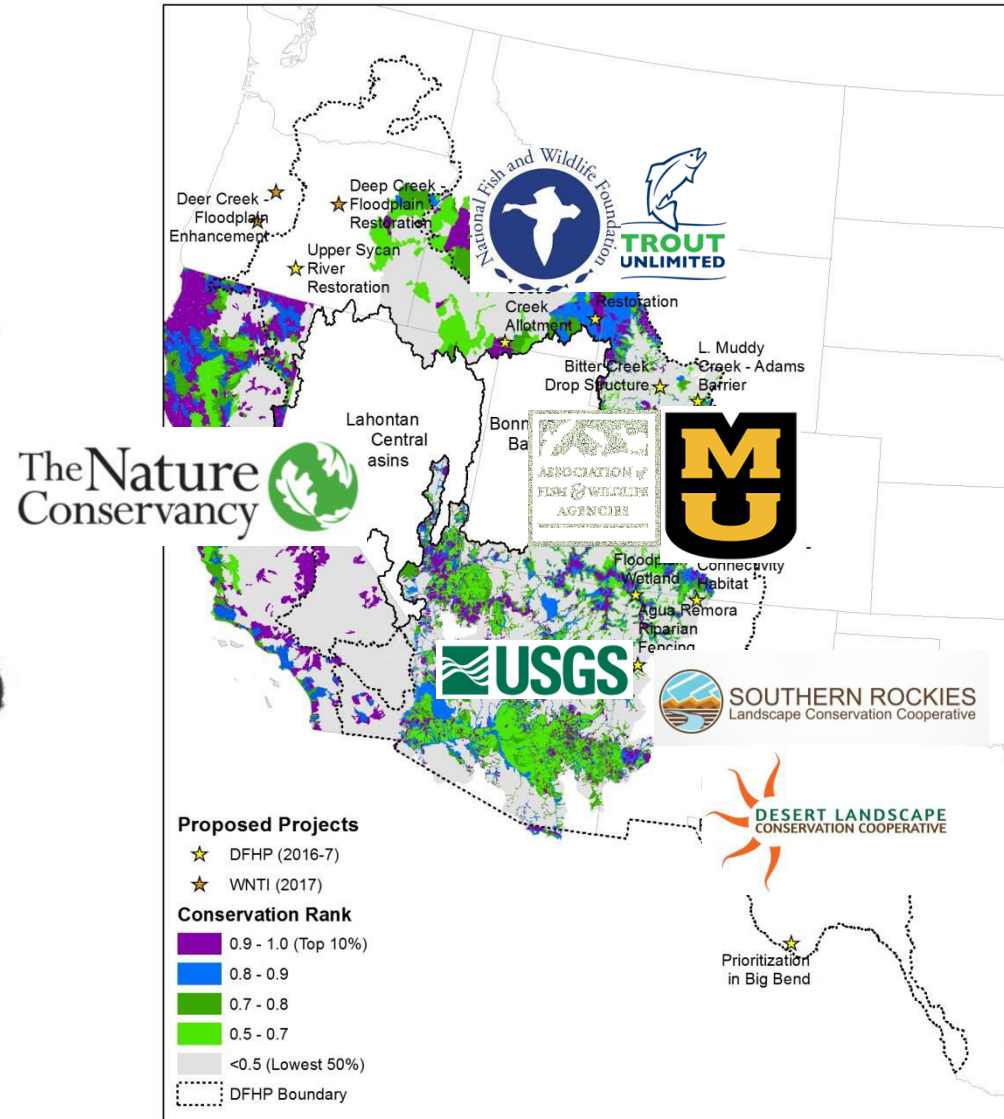 National Fish and Wildlife Foundation
TROUT
UNLIMITED
Deer Creek -
Floodplain
Enhancement
Deep Creek -
Floodplain
Restoration
Upper Sycan
River
Restoration
Creek
Allotment
Restoration
Bitter Creek
Drop Structure
L. Muddy
Creek - Adams
Barrier
Lahontan
Central
asins
Bonn
Ba
The Nature
Conservancy
ASSOCIATION of
FISH & WILDLIFE
AGENCIES
M
U
Wetland
Connectivity
Habitat
Agua Remora
Riparian
Fencing
USGS
SOUTHERN ROCKIES
Landscape Conservation Cooperative
DESERT LANDSCAPE
CONSERVATION COOPERATIVE
Prioritization
in Big Bend
Proposed Projects
DFHP (2016-7)
WNTI (2017)
Conservation Rank
0.9 - 1.0 (Top 10%)
0.8 - 0.9
0.7 - 0.8
0.5 - 0.7
<0.5 (Lowest 50%)
DFHP Boundary